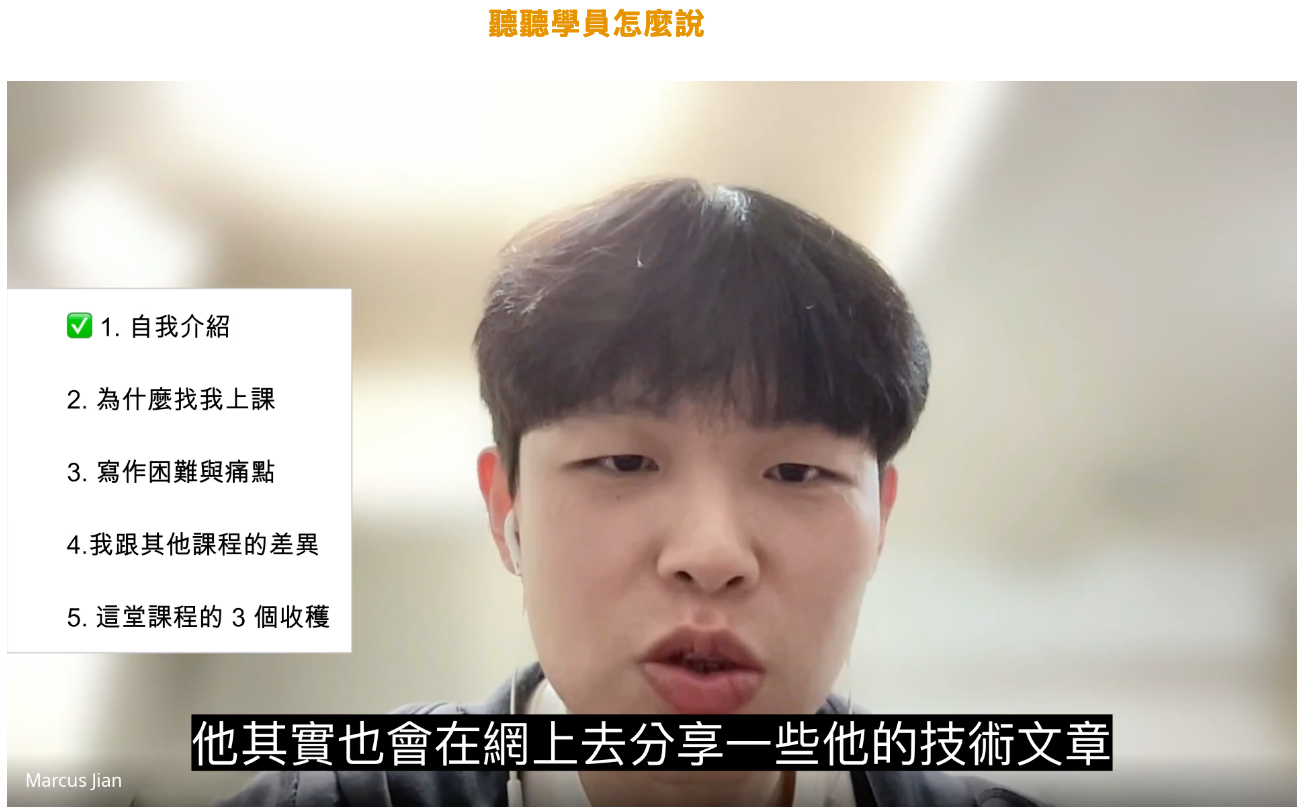 聽聽學員怎麼說
✅ 1. 自我介紹
2. 為什麼找我上課
3. 寫作困難與痛點
4.我跟其他課程的差異
5. 這堂課程的 3 個收穫
他其實也會在網上去分享一些他的技術文章
Marcus Jian